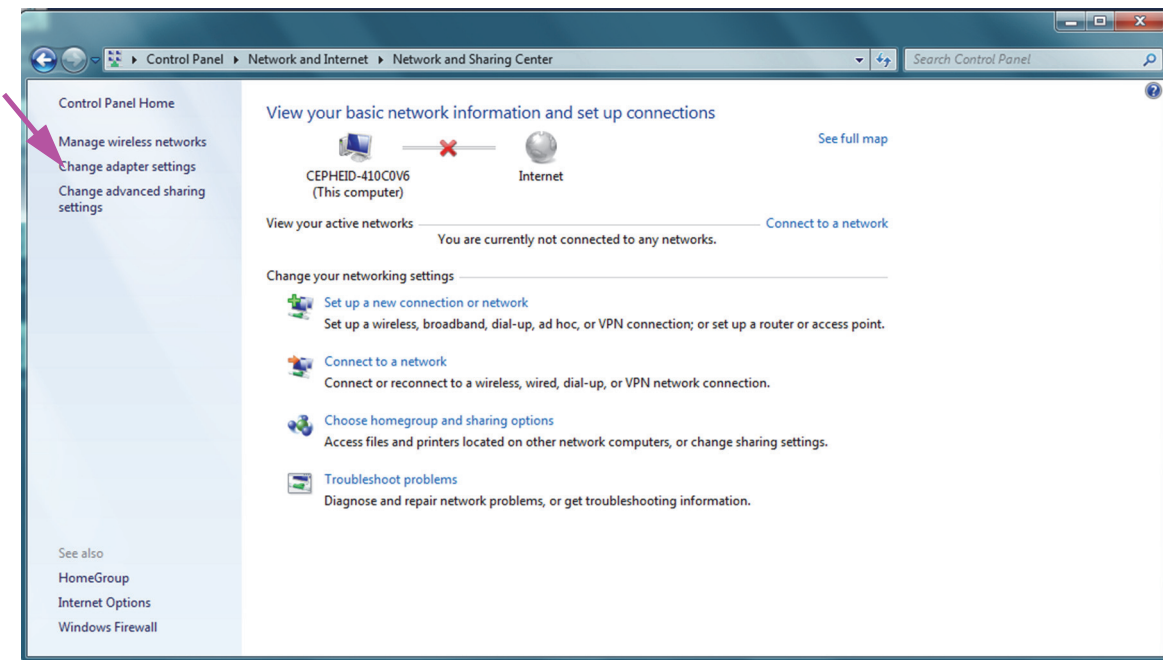 Control Panel ▸ Network and Internet ▸ Network and Sharing Center
Search Control Panel
Control Panel Home
Manage wireless networks
Change adapter settings
Change advanced sharing
settings
See also
HomeGroup
Internet Options
Windows Firewall
View your basic network information and set up connections
See full map
CEPHEID-410C0V6
(This computer)
Internet
View your active networks
Connect to a network
You are currently not connected to any networks.
Change your networking settings
Set up a new connection or network
Set up a wireless, broadband, dial-up, ad hoc, or VPN connection; or set up a router or access point.
Connect to a network
Connect or reconnect to a wireless, wired, dial-up, or VPN network connection.
Choose homegroup and sharing options
Access files and printers located on other network computers, or change sharing settings.
Troubleshoot problems
Diagnose and repair network problems, or get troubleshooting information.